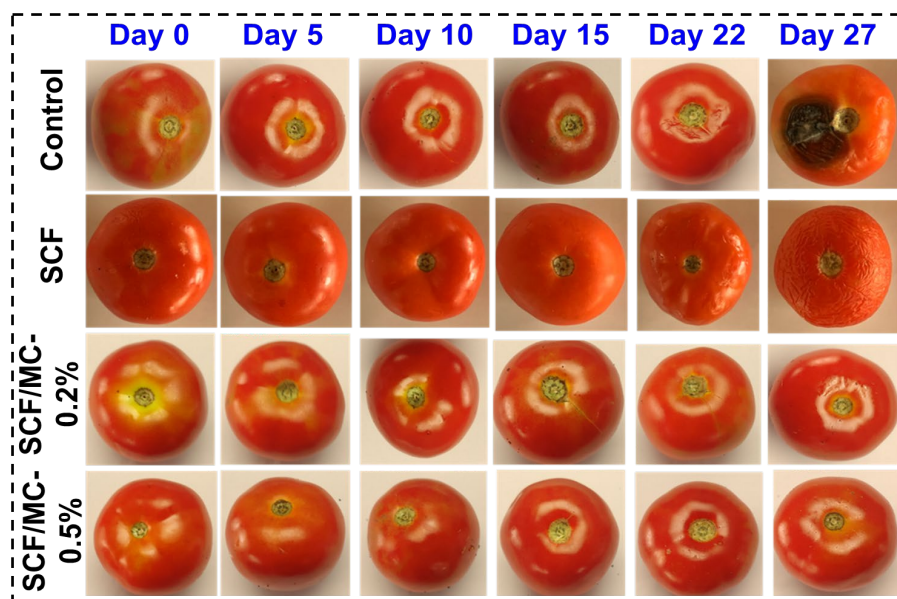 Day 0 Day 5 Day 10 Day 15 Day 22 Day 27
Control
SCF
SCF/MC-
0.2%
SCF/MC-
0.5%